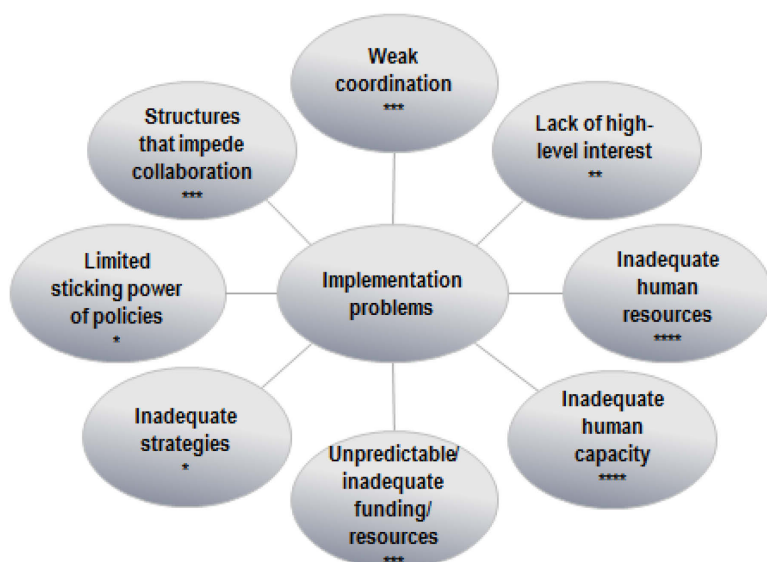 Weak
coordination
***
Structures
that impede
collaboration
***
Lack of high-
level interest
**
Limited
sticking power
of policies
*
Implementation
problems
Inadequate
human
resources
****
Inadequate
strategies
*
Unpredictable/
inadequate
funding/
resources
***
Inadequate
human
capacity
****